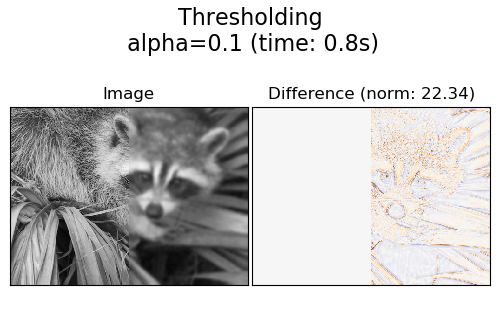 Thresholding
alpha=0.1 (time: 0.8s)
Image
Difference (norm: 22.34)